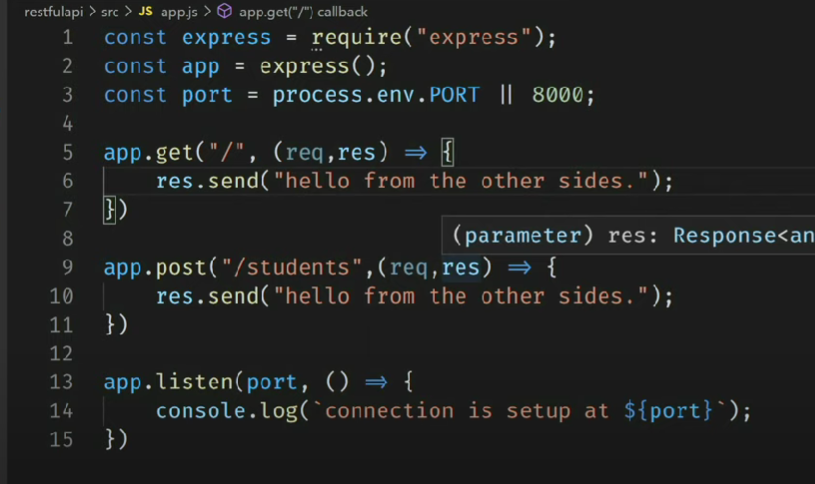 restfulapi > src > JS app.js > app.get("/") callback
1 const express = require("express");
2 const app = express();
3 const port = process.env.PORT || 8000;
4
5 app.get("/", (req,res) => {
6 res.send("hello from the other sides.");
7 })
8
(parameter) res: Response<an
9 app.post("/students",(req,res) => {
10 res.send("hello from the other sides.");
11 })
12
13 app.listen(port, () => {
14 console.log(`connection is setup at ${port}`);
15 })